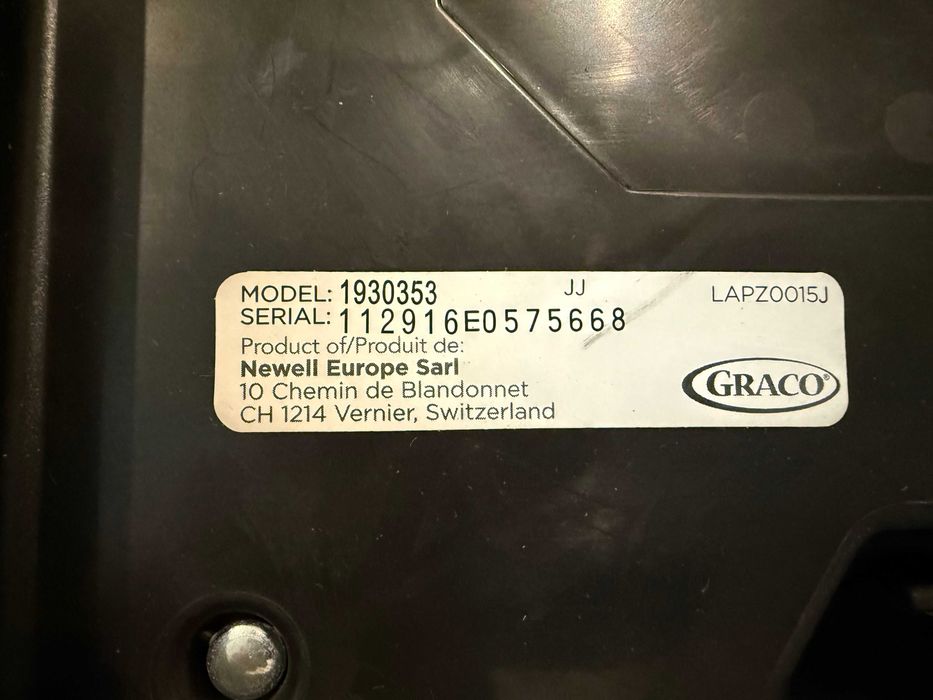 MODEL: 1930353 JJ LAPZ0015J
SERIAL: 112916E0575668
Product of/Produit de:
Newell Europe Sarl
10 Chemin de Blandonnet
CH 1214 Vernier, Switzerland
GRACO®